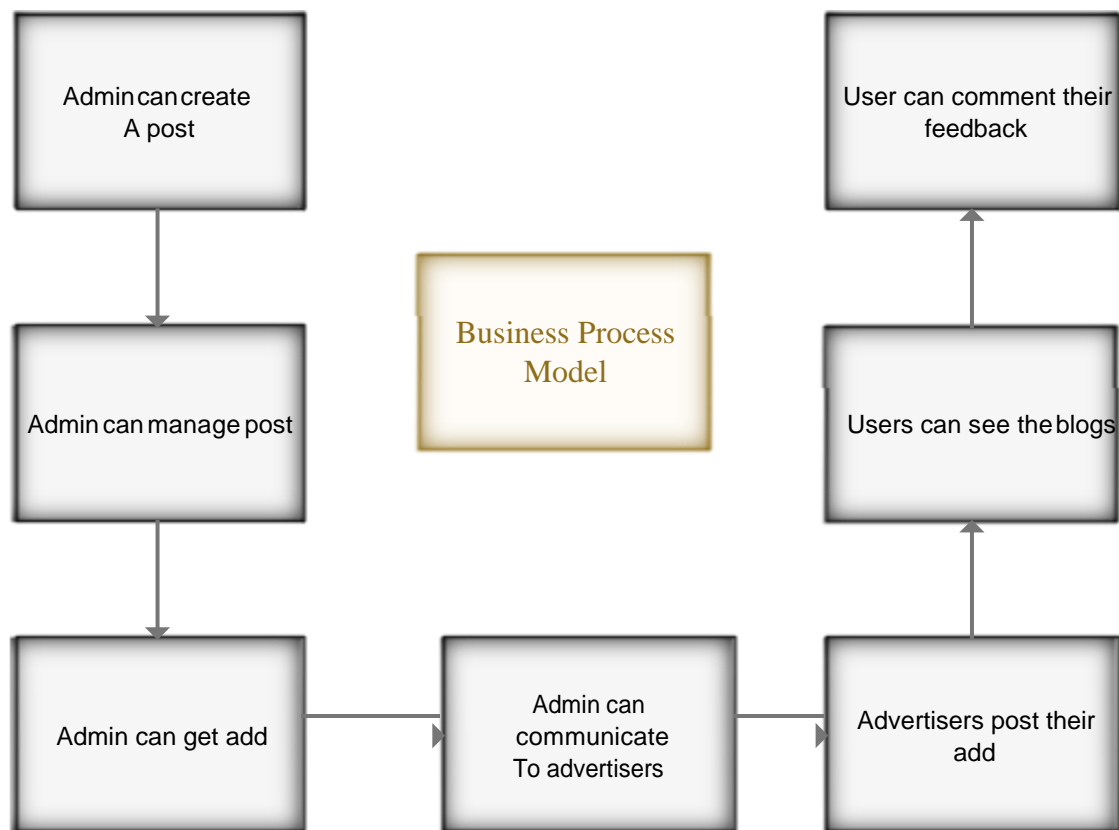 Admin can create
A post
User can comment their
feedback
Business Process
Model
Admin can manage post
Users can see the blogs
Admin can get add
Admin can
communicate
To advertisers
Advertisers post their
add